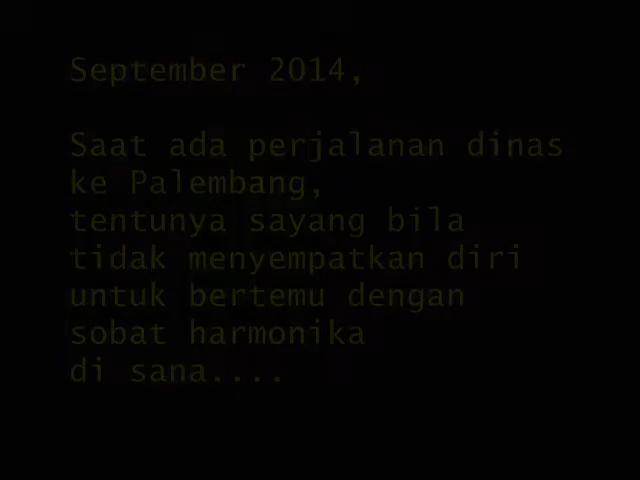 September 2014,
Saat ada perjalanan dinas
ke Palembang,
tentunya sayang bila
tidak menyempatkan diri
untuk bertemu dengan
sobat harmonika
di sana....